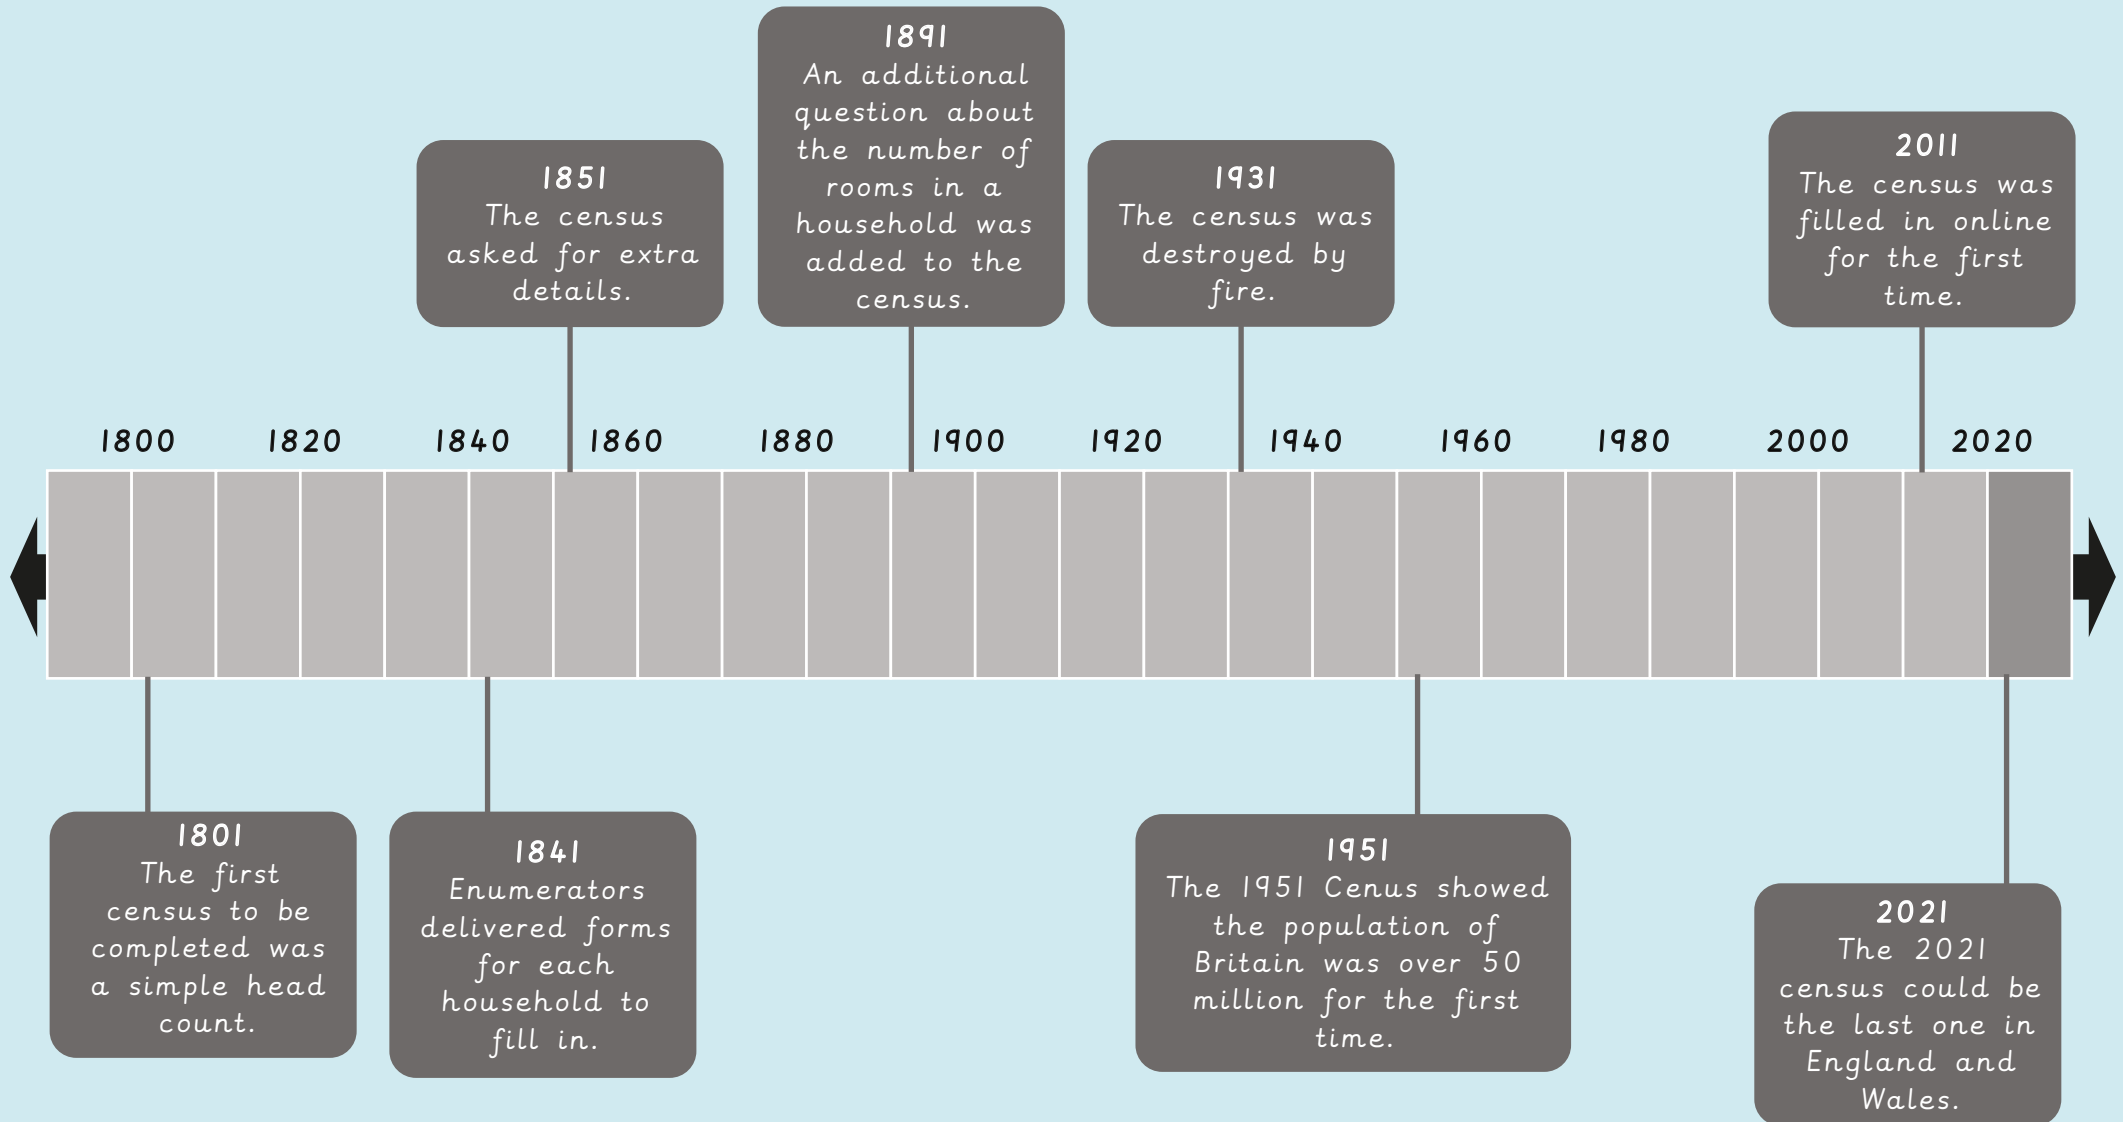 1891
An additional
question about
the number of
rooms in a
household was
added to the
census.
1851
The census
asked for extra
details.
1931
The census was
destroyed by
fire.
2011
The census was
filled in online
for the first
time.
1800 1820 1840 1860 1880 1900 1920 1940 1960 1980 2000 2020
1801
The first
census to be
completed was
a simple head
count.
1841
Enumerators
delivered forms
for each
household to
fill in.
1951
The 1951 Cenus showed
the population of
Britain was over 50
million for the first
time.
2021
The 2021
census could be
the last one in
England and
Wales.